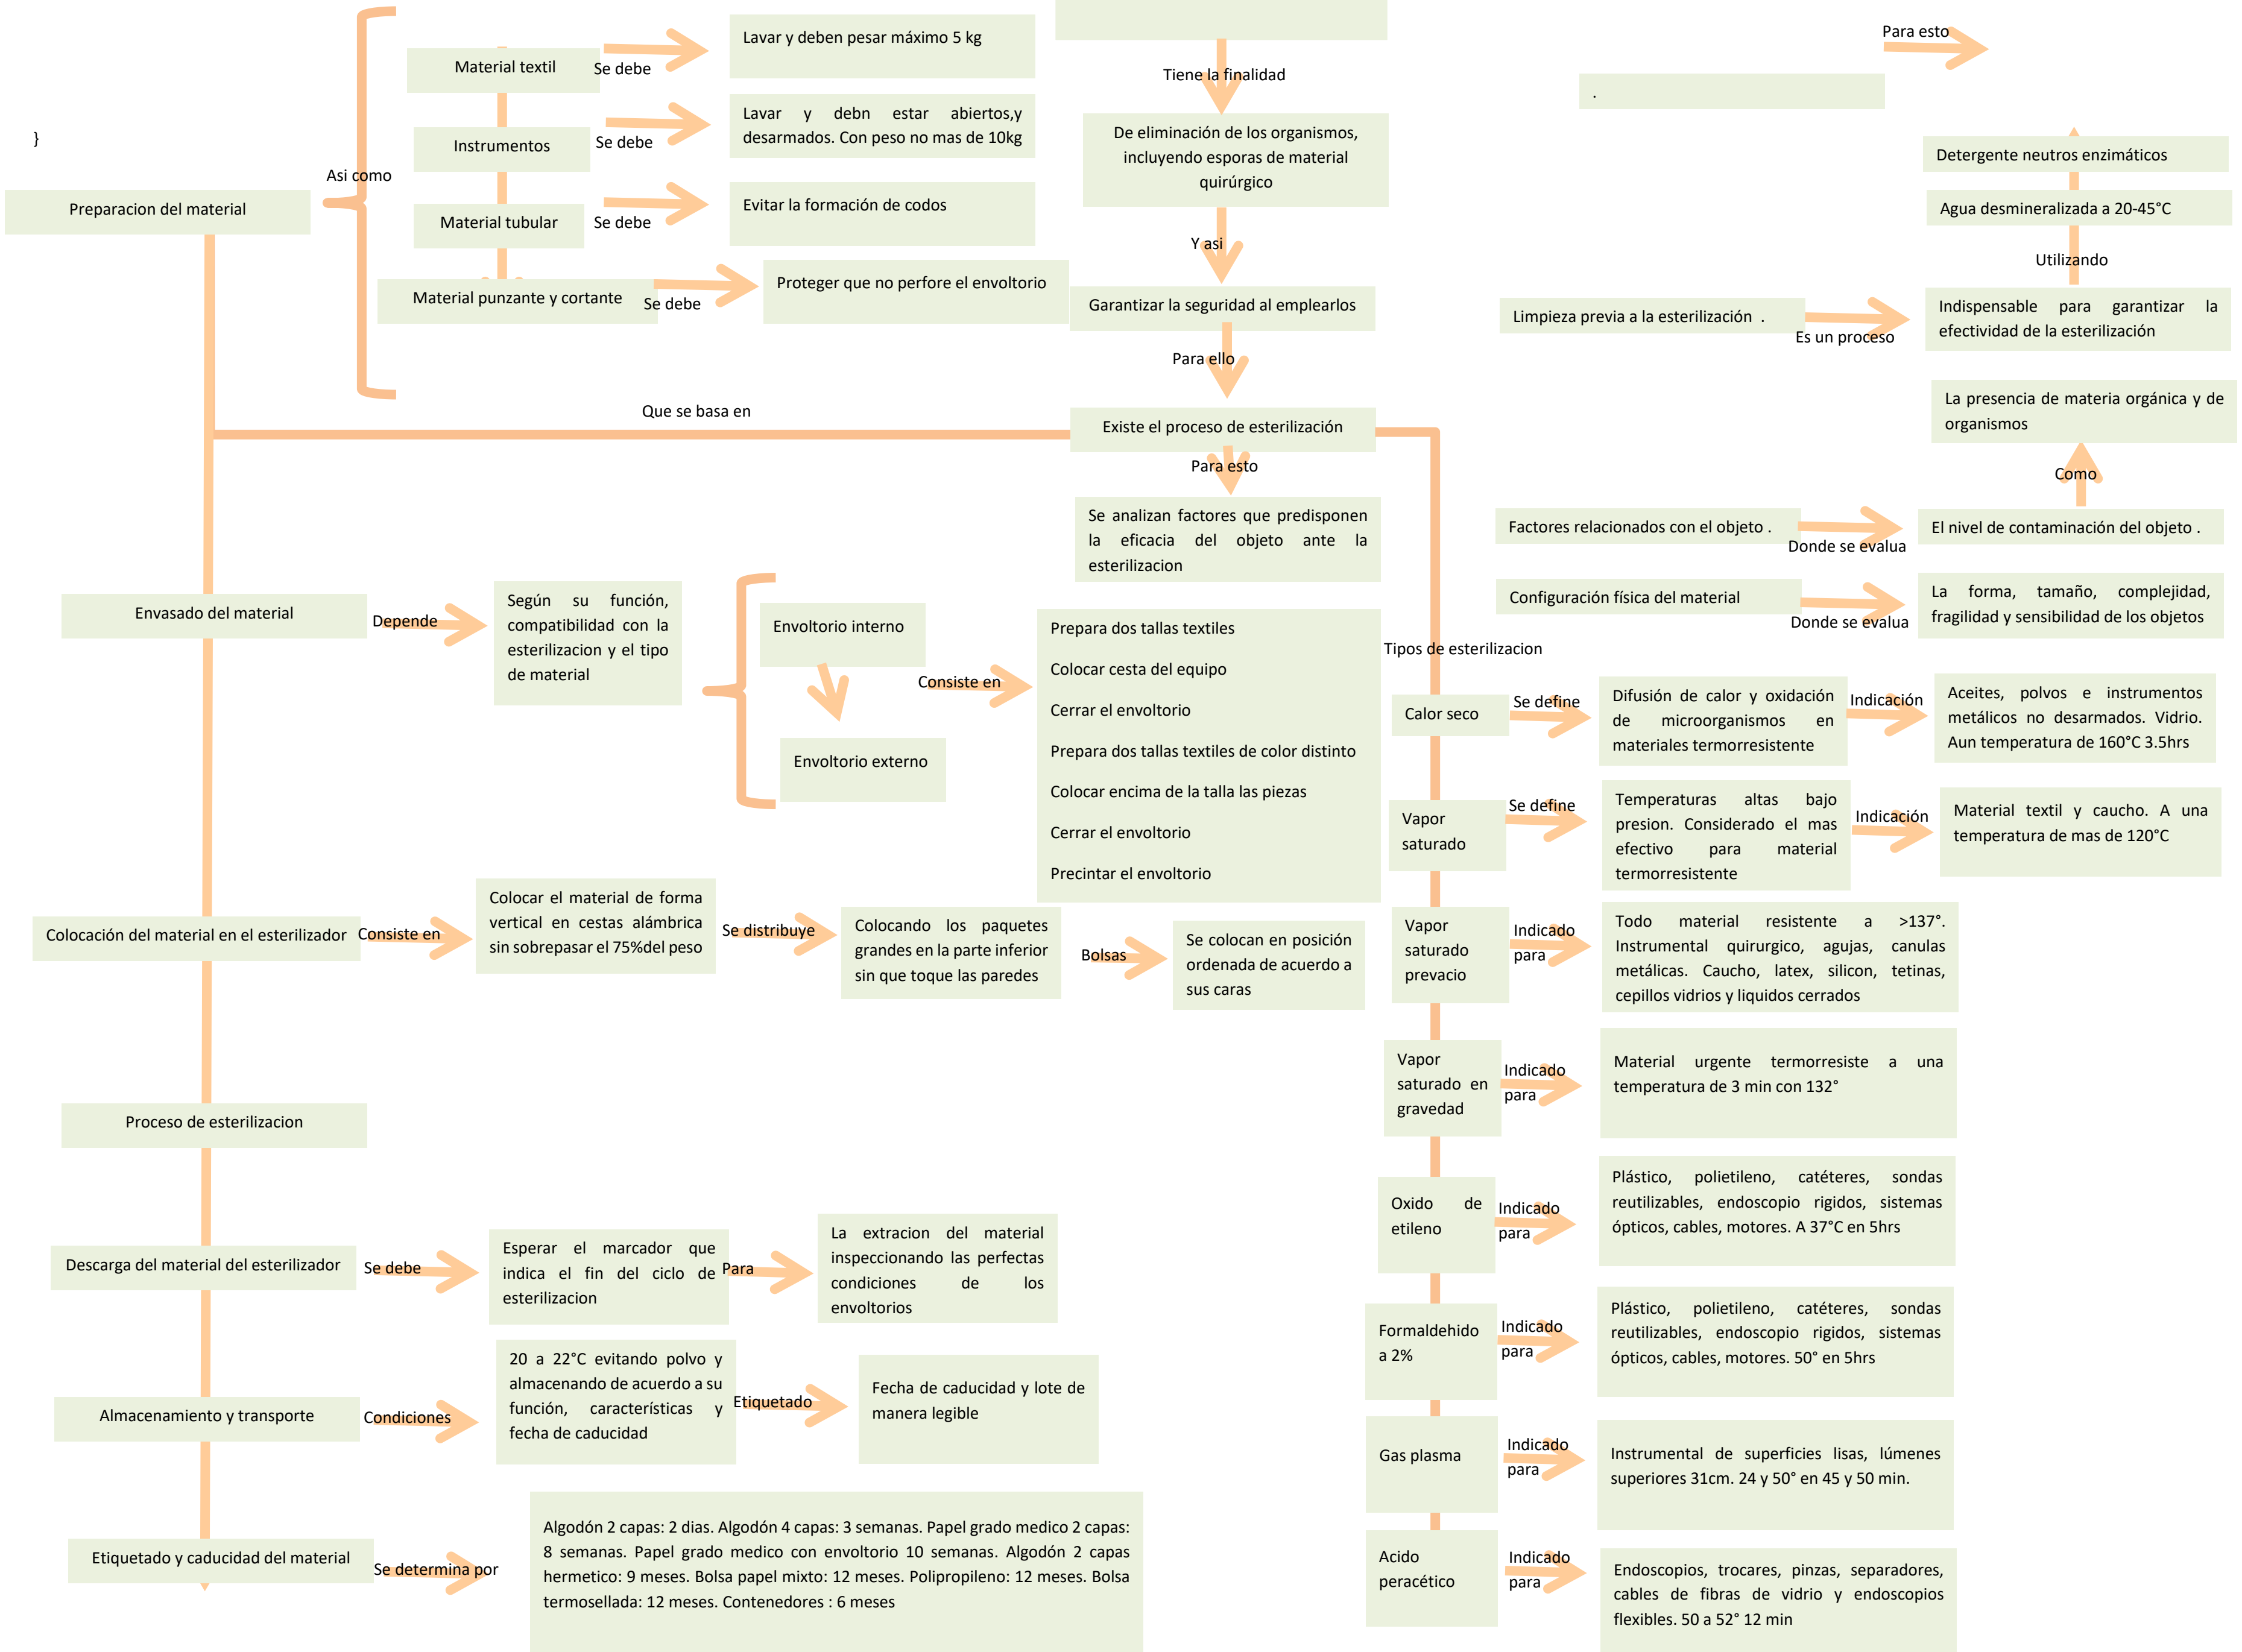 }
Preparacion del material
Asi como
Material textil
Se debe
Lavar y deben pesar máximo 5 kg
Instrumentos
Se debe
Lavar y debn estar abiertos,y
desarmados. Con peso no mas de 10kg
Material tubular
Se debe
Evitar la formación de codos
Material punzante y cortante
Se debe
Proteger que no perfore el envoltorio
Tiene la finalidad
De eliminación de los organismos,
incluyendo esporas de material
quirúrgico
Y asi
Garantizar la seguridad al emplearlos
Para ello
Que se basa en
Existe el proceso de esterilización
Para esto
Se analizan factores que predisponen
la eficacia del objeto ante la
esterilizacion
Para esto
.
Detergente neutros enzimáticos
Agua desmineralizada a 20-45°C
Utilizando
Limpieza previa a la esterilización .
Es un proceso
Indispensable para garantizar la
efectividad de la esterilización
La presencia de materia orgánica y de
organismos
Como
Factores relacionados con el objeto .
Donde se evalua
El nivel de contaminación del objeto .
Configuración física del material
Donde se evalua
La forma, tamaño, complejidad,
fragilidad y sensibilidad de los objetos
Envasado del material
Depende
Según su función,
compatibilidad con la
esterilizacion y el tipo
de material
Envoltorio interno
Envoltorio externo
Consiste en
Prepara dos tallas textiles
Colocar cesta del equipo
Cerrar el envoltorio
Prepara dos tallas textiles de color distinto
Colocar encima de la talla las piezas
Cerrar el envoltorio
Precintar el envoltorio
Colocación del material en el esterilizador
Consiste en
Colocar el material de forma
vertical en cestas alámbrica
sin sobrepasar el 75%del peso
Se distribuye
Colocando los paquetes
grandes en la parte inferior
sin que toque las paredes
Bolsas
Se colocan en posición
ordenada de acuerdo a
sus caras
Proceso de esterilizacion
Descarga del material del esterilizador
Se debe
Esperar el marcador que
indica el fin del ciclo de
esterilizacion
Para
La extracion del material
inspeccionando las perfectas
condiciones de los
envoltorios
Almacenamiento y transporte
Condiciones
20 a 22°C evitando polvo y
almacenando de acuerdo a su
función, características y
fecha de caducidad
Etiquetado
Fecha de caducidad y lote de
manera legible
Etiquetado y caducidad del material
Se determina por
Algodón 2 capas: 2 dias. Algodón 4 capas: 3 semanas. Papel grado medico 2 capas:
8 semanas. Papel grado medico con envoltorio 10 semanas. Algodón 2 capas
hermetico: 9 meses. Bolsa papel mixto: 12 meses. Polipropileno: 12 meses. Bolsa
termosellada: 12 meses. Contenedores : 6 meses
Tipos de esterilizacion
Calor seco
Se define
Difusión de calor y oxidación
de microorganismos en
materiales termorresistente
Indicación
Aceites, polvos e instrumentos
metálicos no desarmados. Vidrio.
Aun temperatura de 160°C 3.5hrs
Vapor
saturado
Se define
Temperaturas altas bajo
presion. Considerado el mas
efectivo para material
termorresistente
Indicación
Material textil y caucho. A una
temperatura de mas de 120°C
Vapor
saturado
prevacio
Indicado
para
Todo material resistente a >137°.
Instrumental quirurgico, agujas, canulas
metálicas. Caucho, latex, silicon, tetinas,
cepillos vidrios y liquidos cerrados
Vapor
saturado en
gravedad
Indicado
para
Material urgente termorresiste a una
temperatura de 3 min con 132°
Oxido de
etileno
Indicado
para
Plástico, polietileno, catéteres, sondas
reutilizables, endoscopio rigidos, sistemas
ópticos, cables, motores. A 37°C en 5hrs
Formaldehido
a 2%
Indicado
para
Plástico, polietileno, catéteres, sondas
reutilizables, endoscopio rigidos, sistemas
ópticos, cables, motores. 50° en 5hrs
Gas plasma
Indicado
para
Instrumental de superficies lisas, lúmenes
superiores 31cm. 24 y 50° en 45 y 50 min.
Acido
peracético
Indicado
para
Endoscopios, trocares, pinzas, separadores,
cables de fibras de vidrio y endoscopios
flexibles. 50 a 52° 12 min